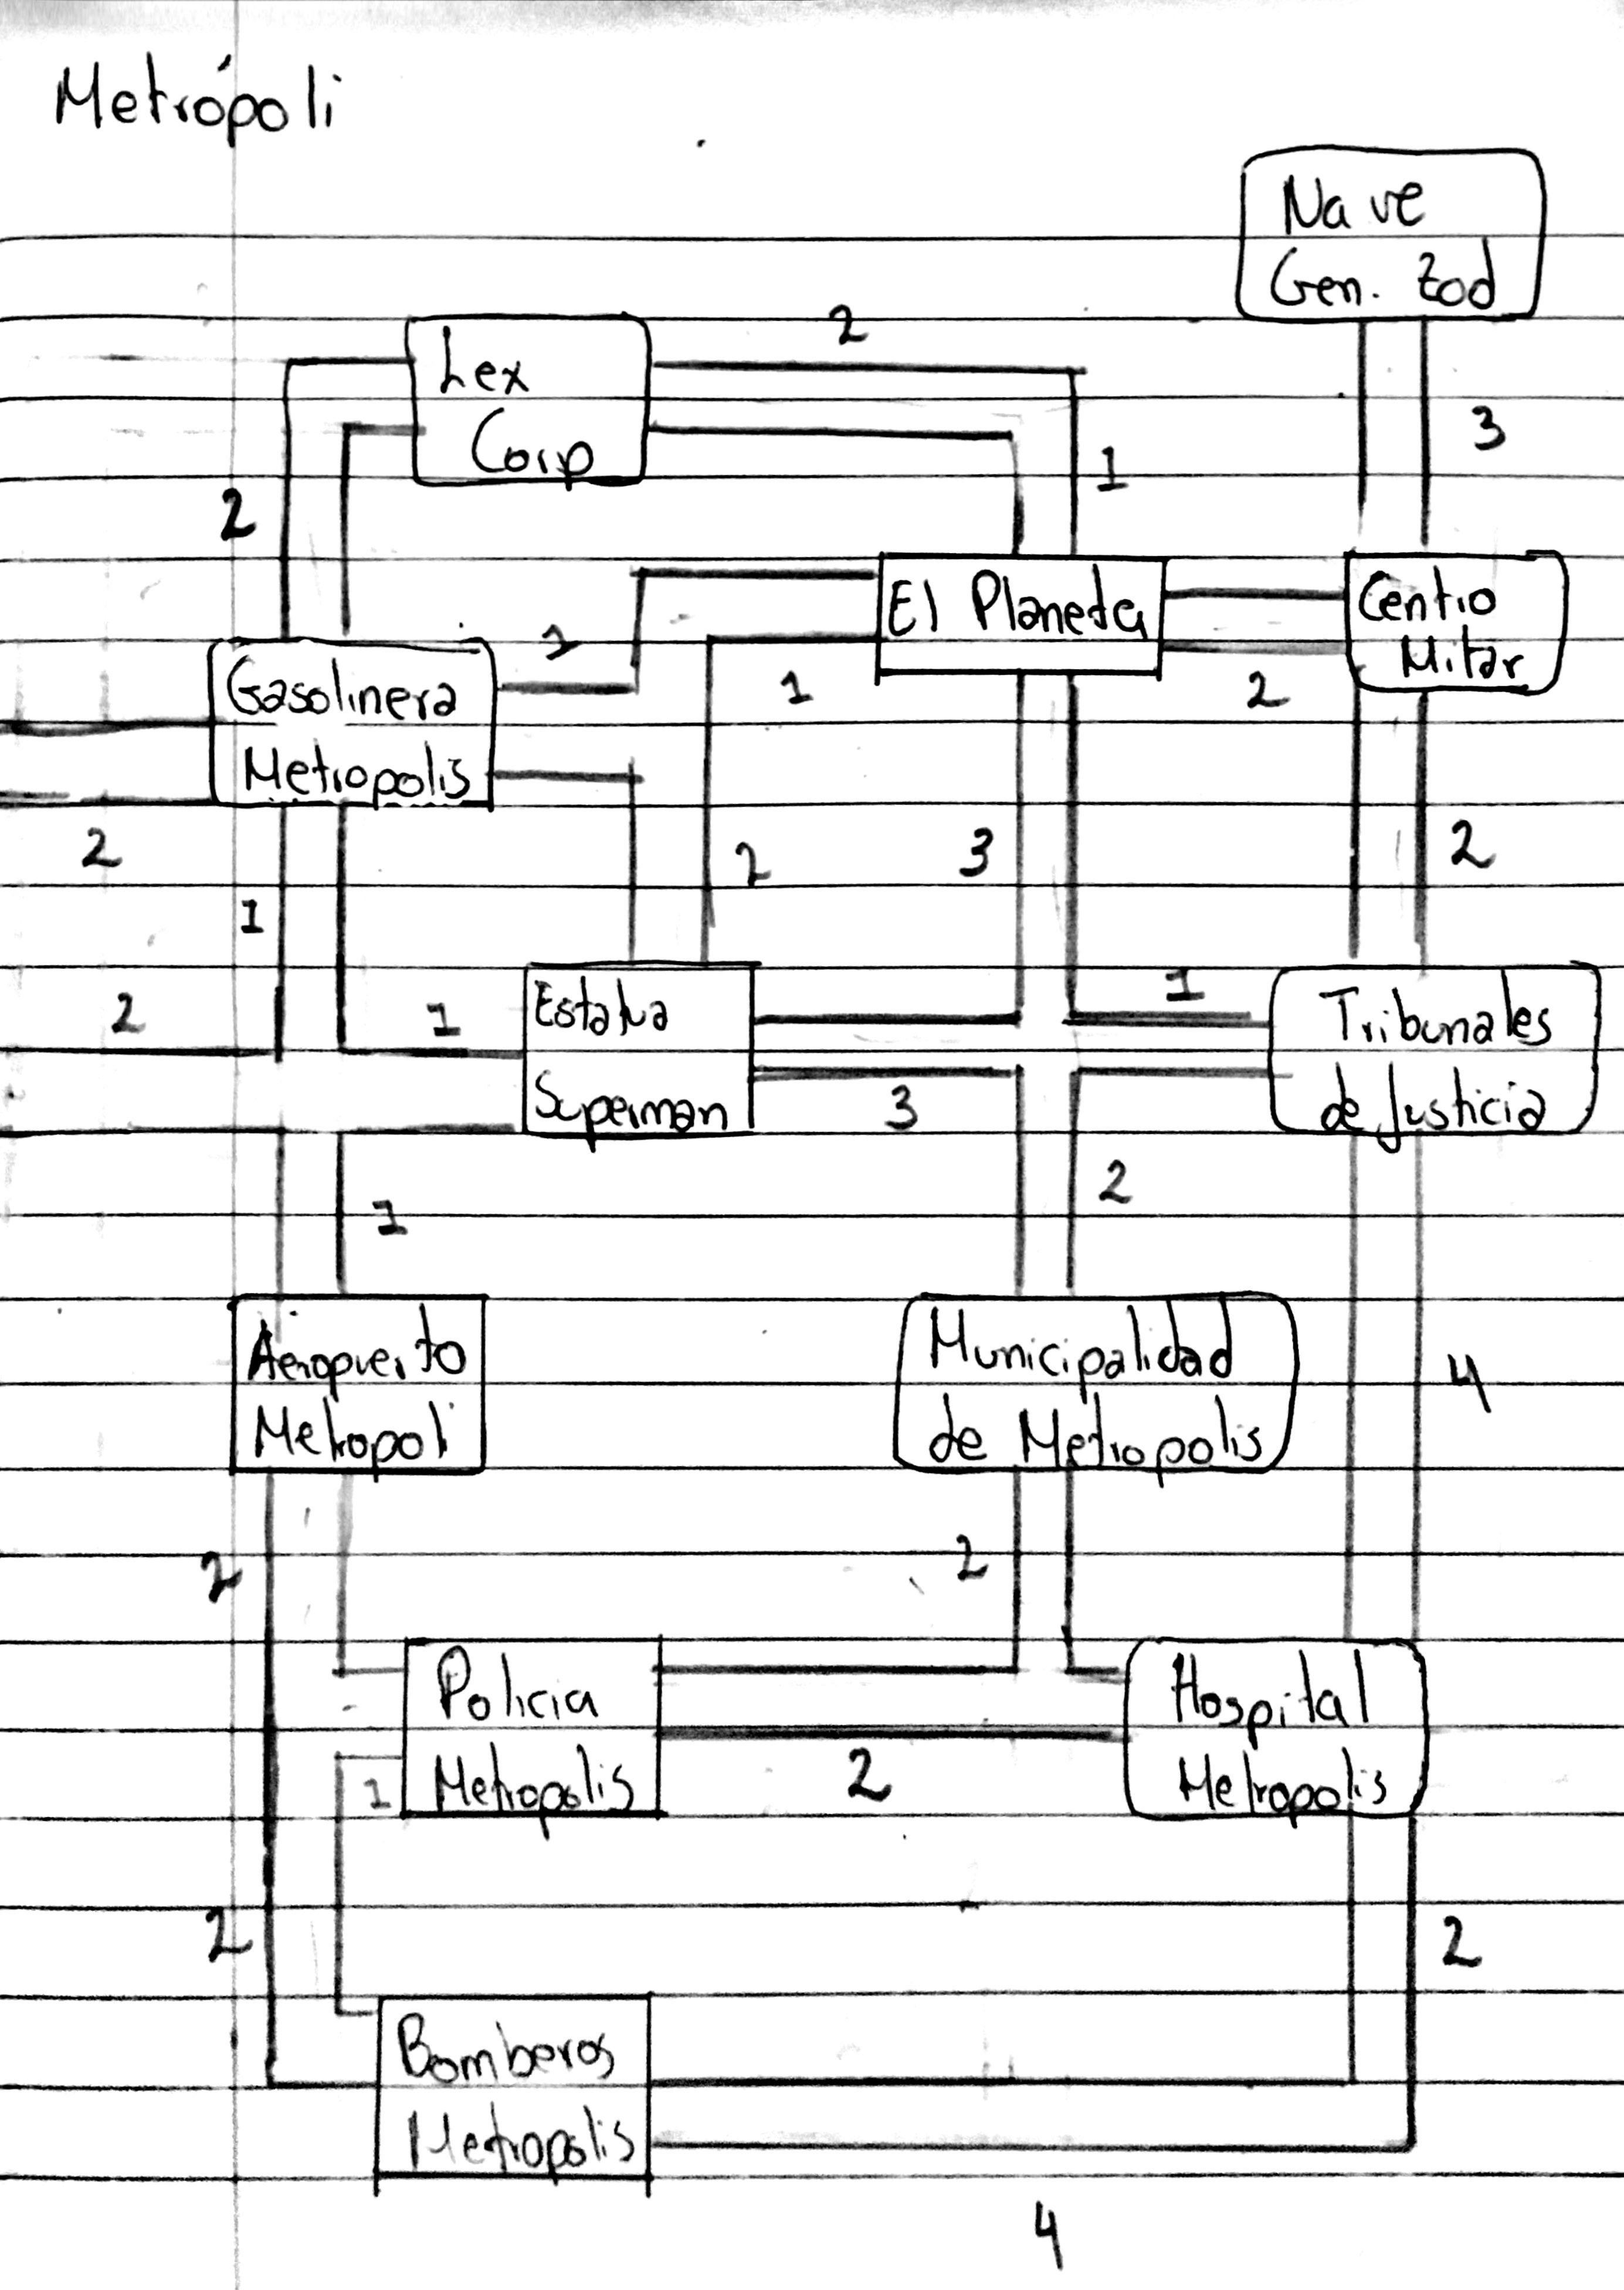 Metrópoli
Nave
Gen. Zod
2
Lex
Corp
3
1
2
El Planeta
Centro
Mitar
1
Gasolinera
Metropolis
1
2
2
2
3
2
1
2
1
Estatua
Superman
1
Tribunales
de Justicia
3
2
1
Aeropuerto
Metropoli
Municipalidad
de Metropolis
4
2
2
Policia
Metropolis
Hospital
Metropolis
1
2
2
2
Bomberos
Metropolis
4